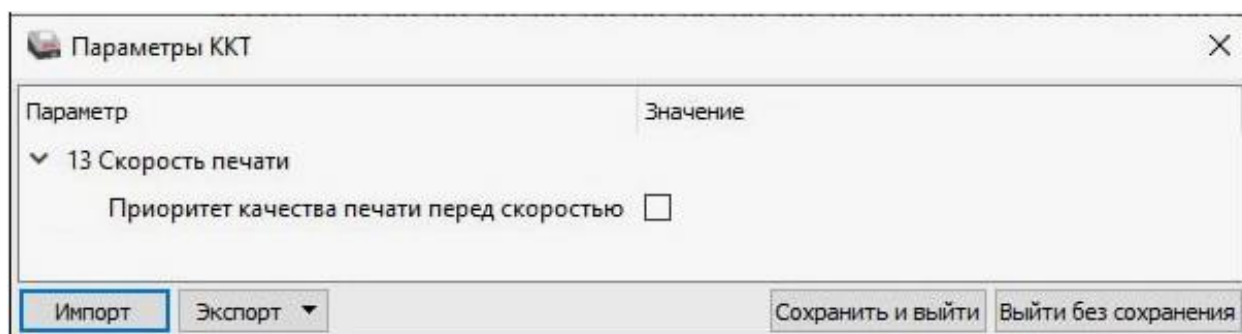 Параметры ККТ
Параметр Значение
13 Скорость печати
Приоритет качества печати перед скоростью
Импорт Экспорт Сохранить и выйти Выйти без сохранения